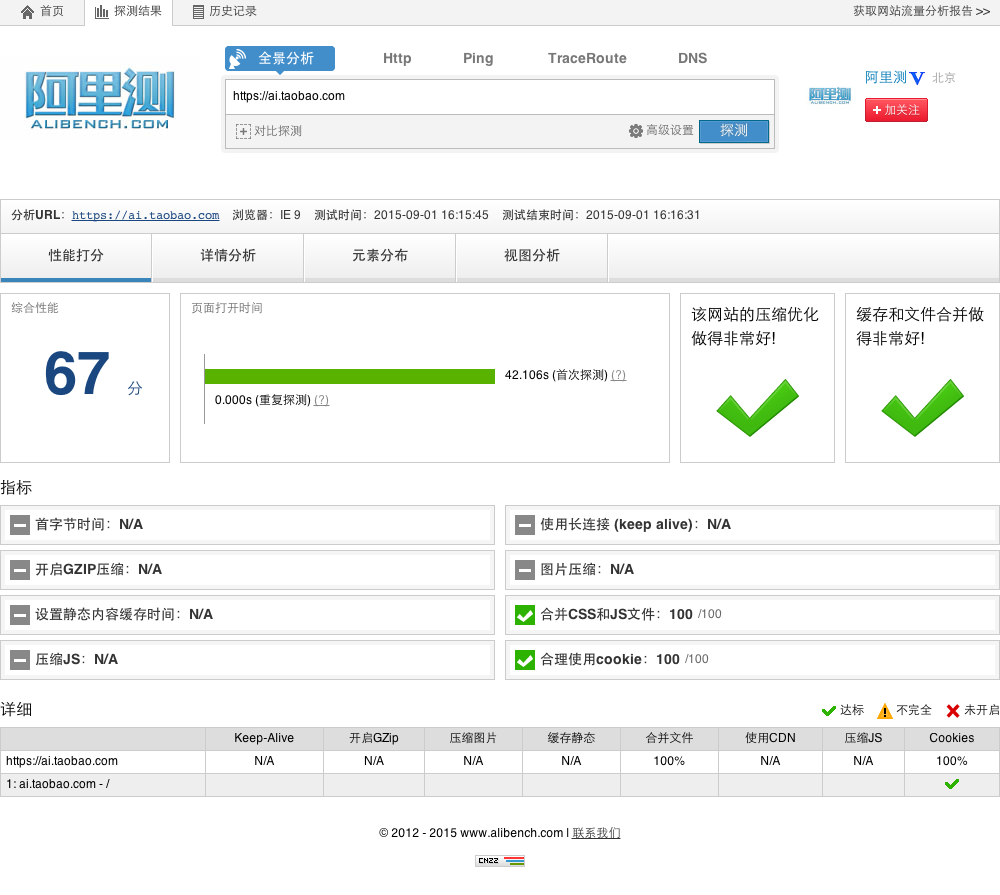 首页 探测结果 历史记录 获取网站流量分析报告 >>
全景分析 Http Ping TraceRoute DNS
阿里测
ALIBENCH.COM
https://ai.taobao.com
对比探测 高级设置 探测
阿里测
ALIBENCH.COM
阿里测 V 北京
+ 加关注
分析URL: https://ai.taobao.com 浏览器: IE 9 测试时间: 2015-09-01 16:15:45 测试结束时间: 2015-09-01 16:16:31
性能打分 详情分析 元素分布 视图分析
综合性能
67 分
页面打开时间
42.106s (首次探测) (?)
0.000s (重复探测) (?)
该网站的压缩优化
做得非常好!
缓存和文件合并做
得非常好!
指标
首字节时间: N/A
使用长连接 (keep alive): N/A
开启GZIP压缩: N/A
图片压缩: N/A
设置静态内容缓存时间: N/A
合并CSS和JS文件: 100 /100
压缩JS: N/A
合理使用cookie: 100 /100
详细 达标 不完全 未开启
Keep-Alive 开启GZip 压缩图片 缓存静态 合并文件 使用CDN 压缩JS Cookies
https://ai.taobao.com N/A N/A N/A N/A 100% N/A N/A 100%
1: ai.taobao.com - /
© 2012 - 2015 www.alibench.com | 联系我们
CNZZ